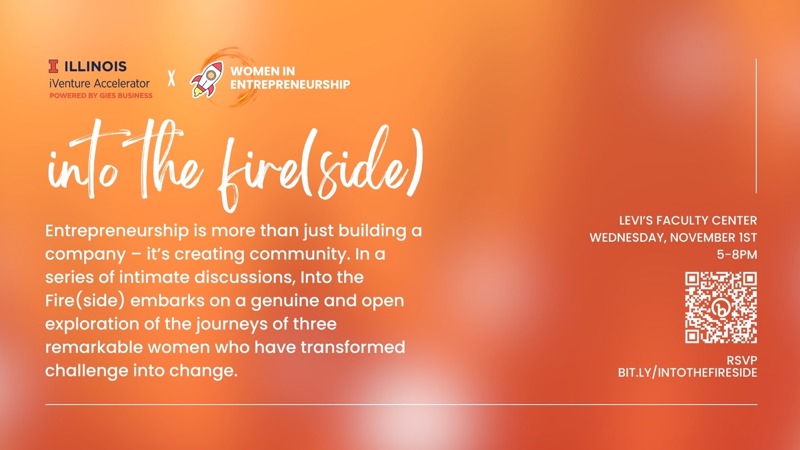 I ILLINOIS
iVenture Accelerator
POWERED BY GIES BUSINESS
X
WOMEN IN
ENTREPRENEURSHIP
into the fire(side)
Entrepreneurship is more than just building a
company – it's creating community. In a
series of intimate discussions, Into the
Fire(side) embarks on a genuine and open
exploration of the journeys of three
remarkable women who have transformed
challenge into change.
LEVI'S FACULTY CENTER
WEDNESDAY, NOVEMBER 1ST
5-8PM
b
RSVP
BIT.LY/INTOTHEFIRESIDE